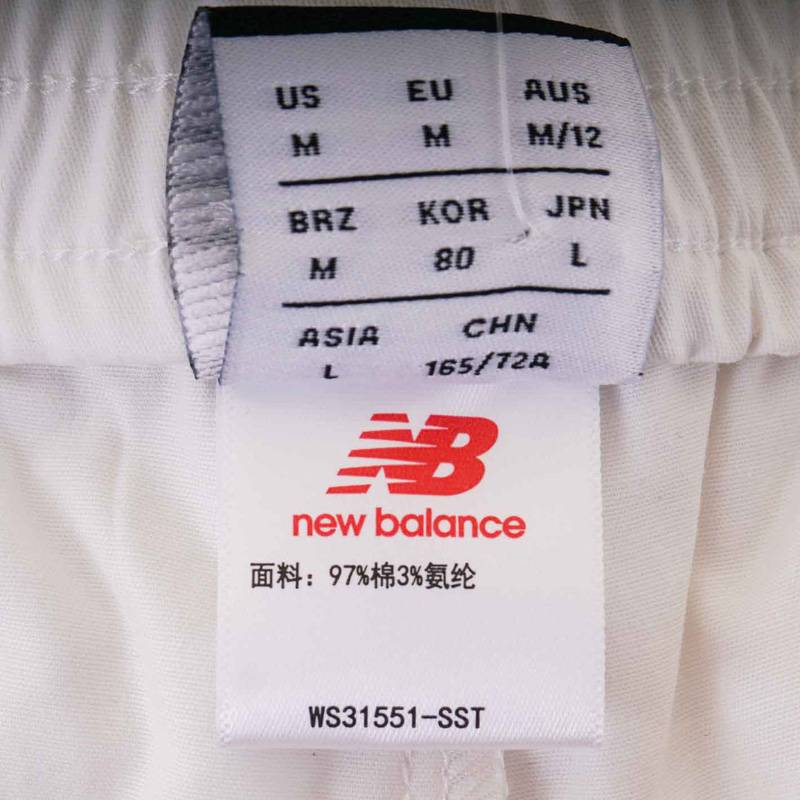 US EU AUS
M M M/12
BRZ KOR JPN
M 80 L
ASIA CHN
L 165/72A
NB
new balance
面料：97%棉3%氨纶
WS31551-SST